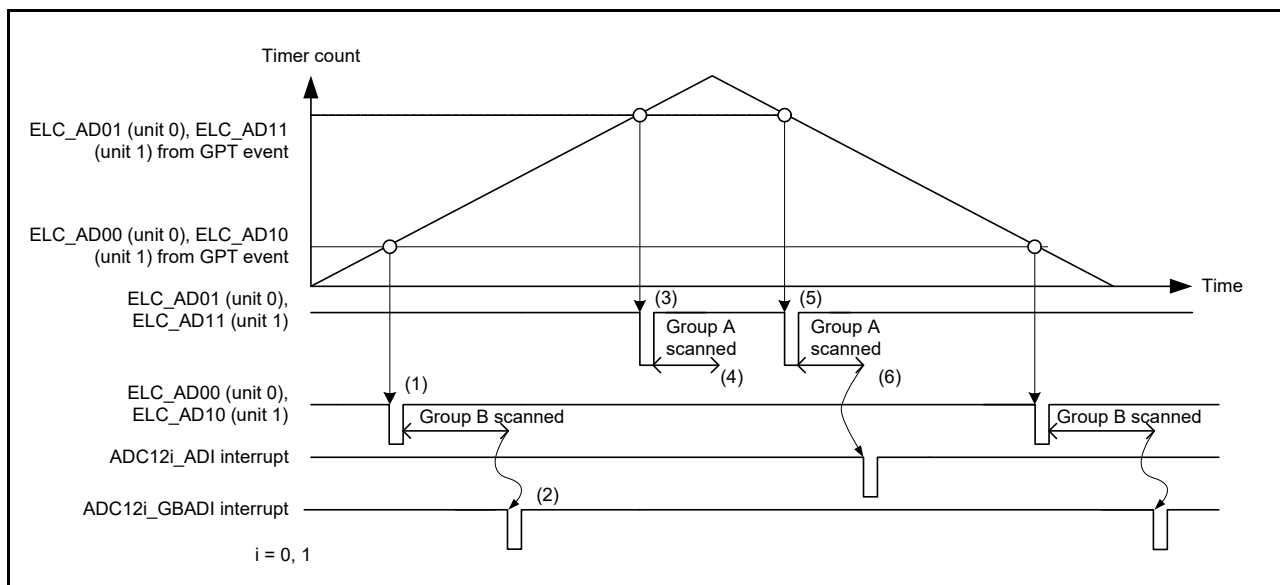 Timer count
ELC_AD01 (unit 0), ELC_AD11
(unit 1) from GPT event
ELC_AD00 (unit 0), ELC_AD10
(unit 1) from GPT event
Time
ELC_AD01 (unit 0),
ELC_AD11 (unit 1)
(3)
(5)
Group A
scanned
Group A
scanned
(4)
(6)
ELC_AD00 (unit 0),
ELC_AD10 (unit 1)
(1)
Group B scanned
Group B scanned
ADC12i_ADI interrupt
ADC12i_GBADI interrupt
(2)
i = 0, 1